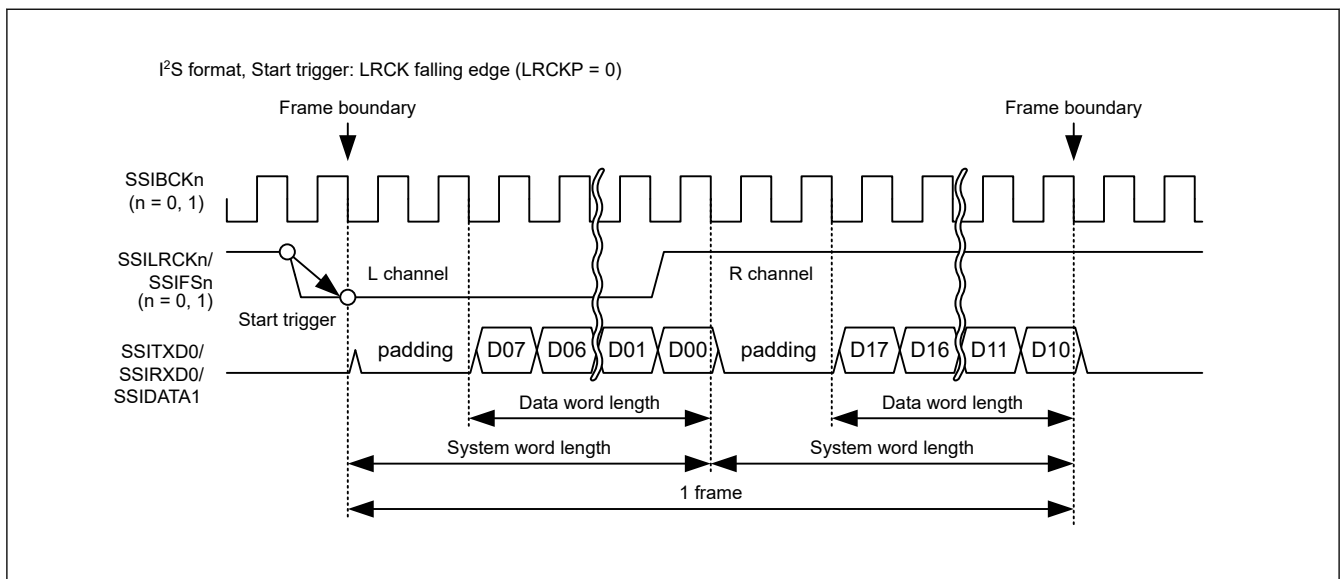 I²S format, Start trigger: LRCK falling edge (LRCKP = 0)
Frame boundary
Frame boundary
SSIBCKn
(n = 0, 1)
SSILRCKn/
SSIFSn
(n = 0, 1)
L channel
R channel
Start trigger
SSITXD0/
SSIRXD0/
SSIDATA1
padding
D07
D06
D01
D00
padding
D17
D16
D11
D10
Data word length
Data word length
System word length
System word length
1 frame